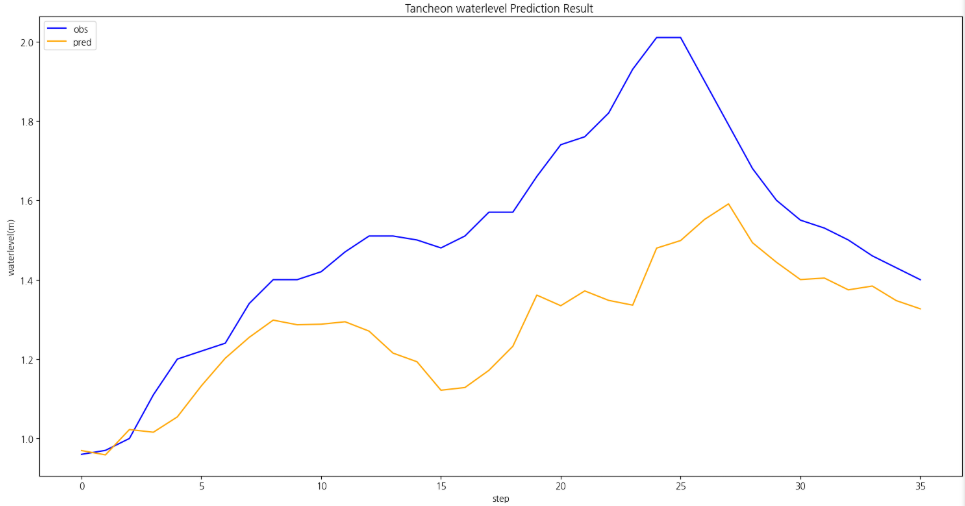 Tancheon waterlevel Prediction Result
obs
pred
2.0
1.8
1.6
1.4
1.2
1.0
waterlevel(m)
0 5 10 15 20 25 30 35
step